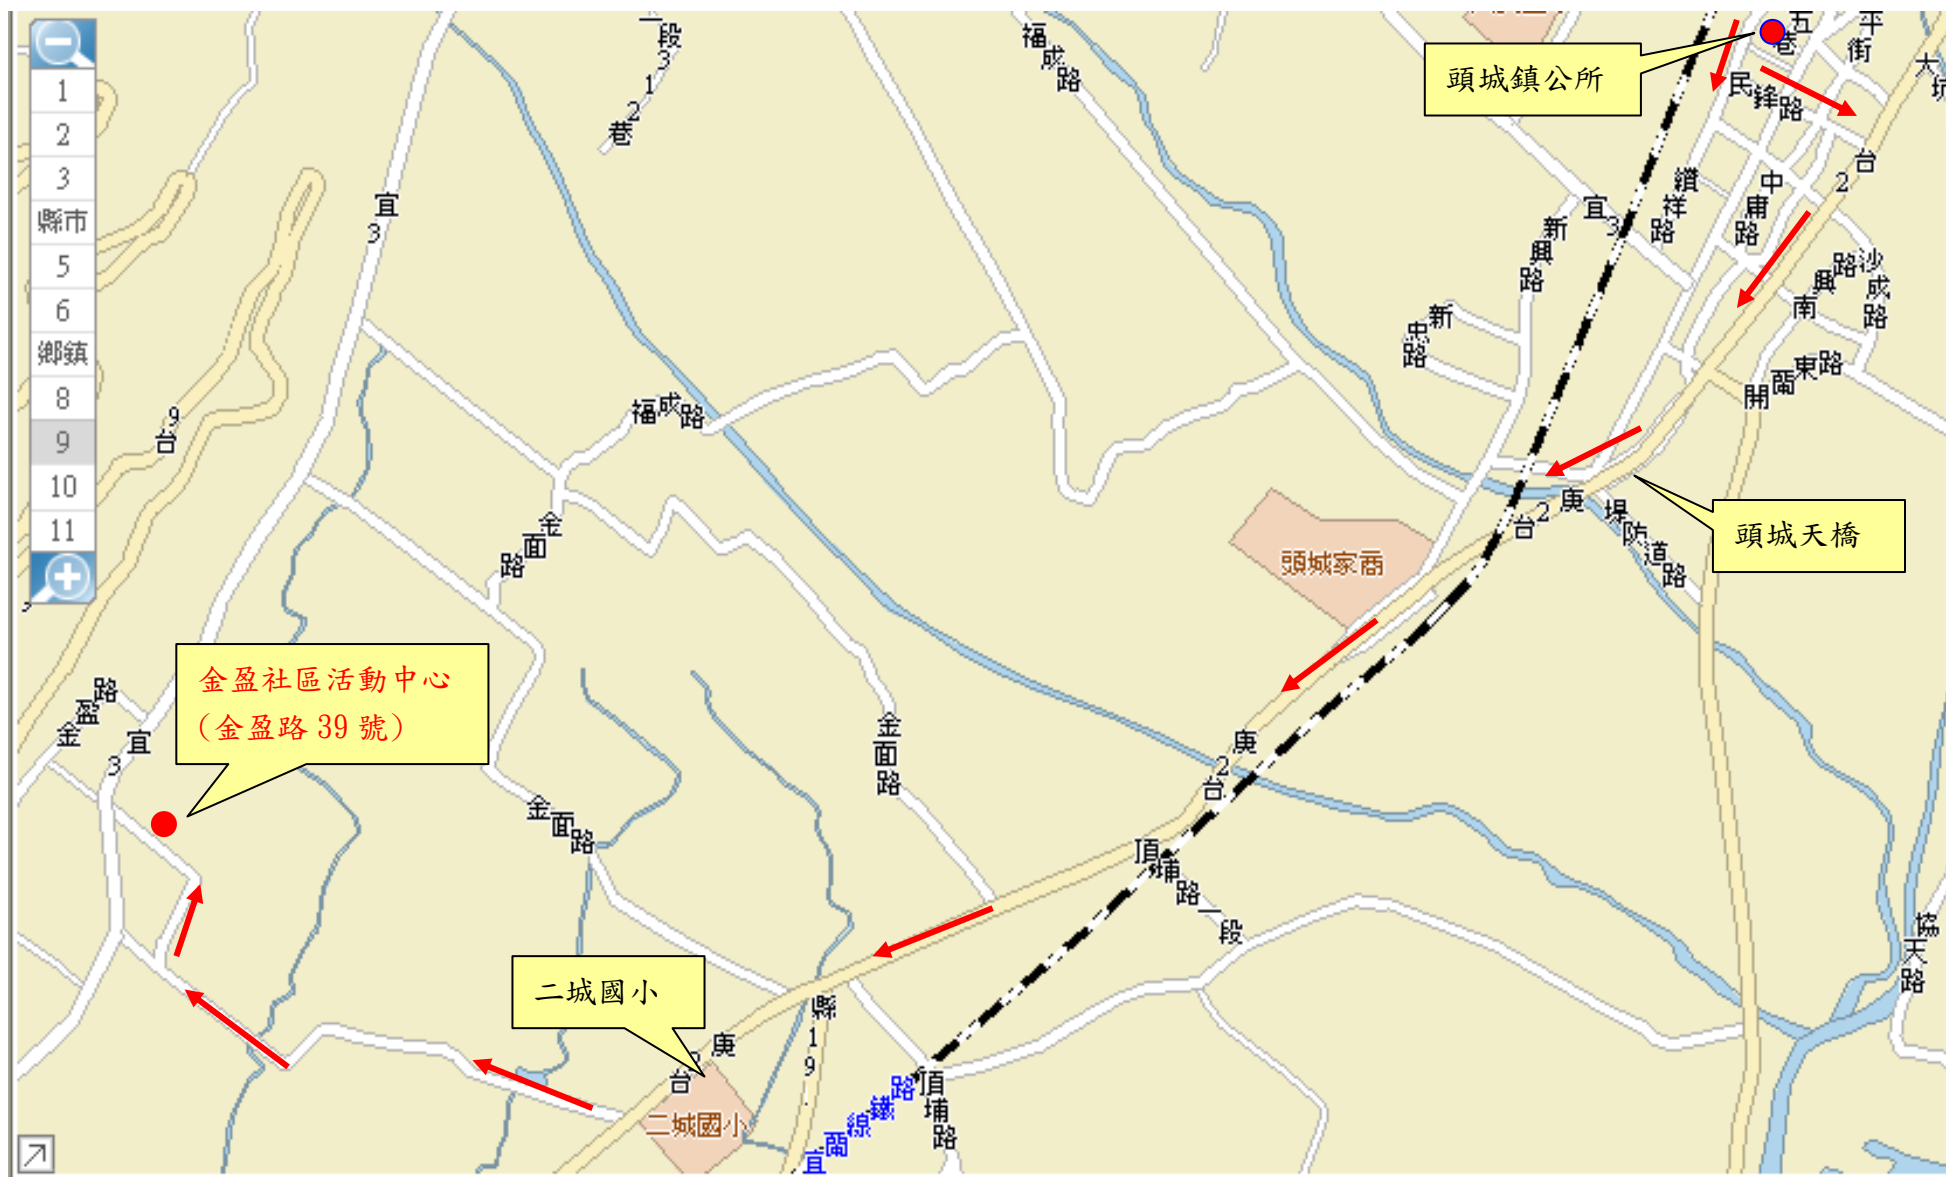 1
2
3
縣市
5
6
鄉鎮
8
9
10
11
一段312巷
福成路
頭城鎮公所
五巷
平街
大坑
民鋒路
台2
宜3
纘祥路
中庸路
宜3
新興路
新忠路
沙成路
南興路
開蘭東路
9台
福成路
庚
台2
堤防道路
頭城天橋
頭城家商
金面路
金盈社區活動中心
(金盈路 39 號)
金盈路
宜3
金面路
金面路
庚
台2
頂埔路一段
協天路
二城國小
縣19
庚
台
二城國小
頂埔路
宜蘭線鐵路